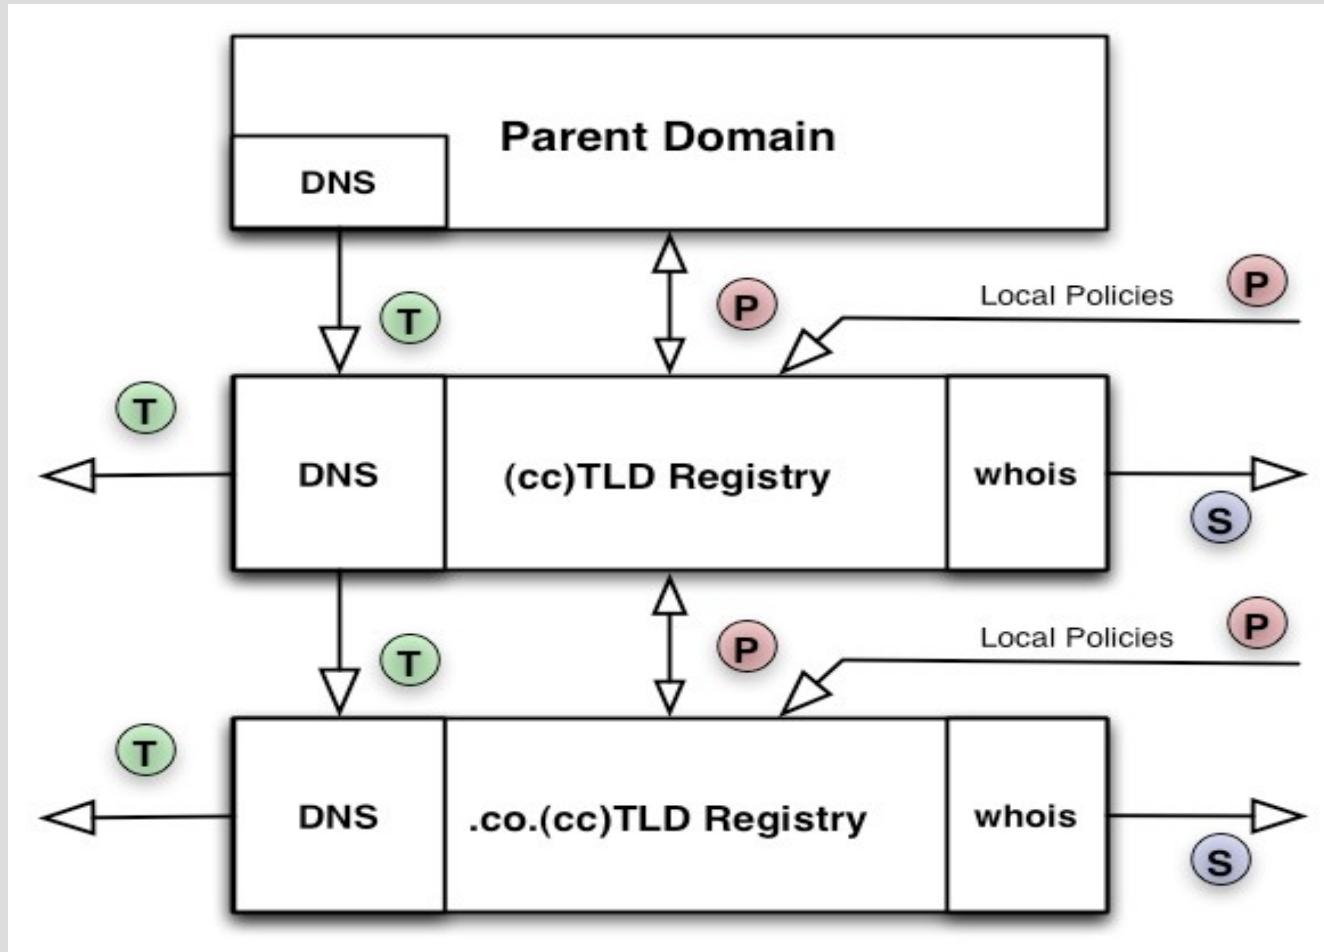 Parent Domain
DNS
T
P
Local Policies
P
T
DNS
(cc)TLD Registry
whois
S
T
P
Local Policies
P
T
DNS
.co.(cc)TLD Registry
whois
S